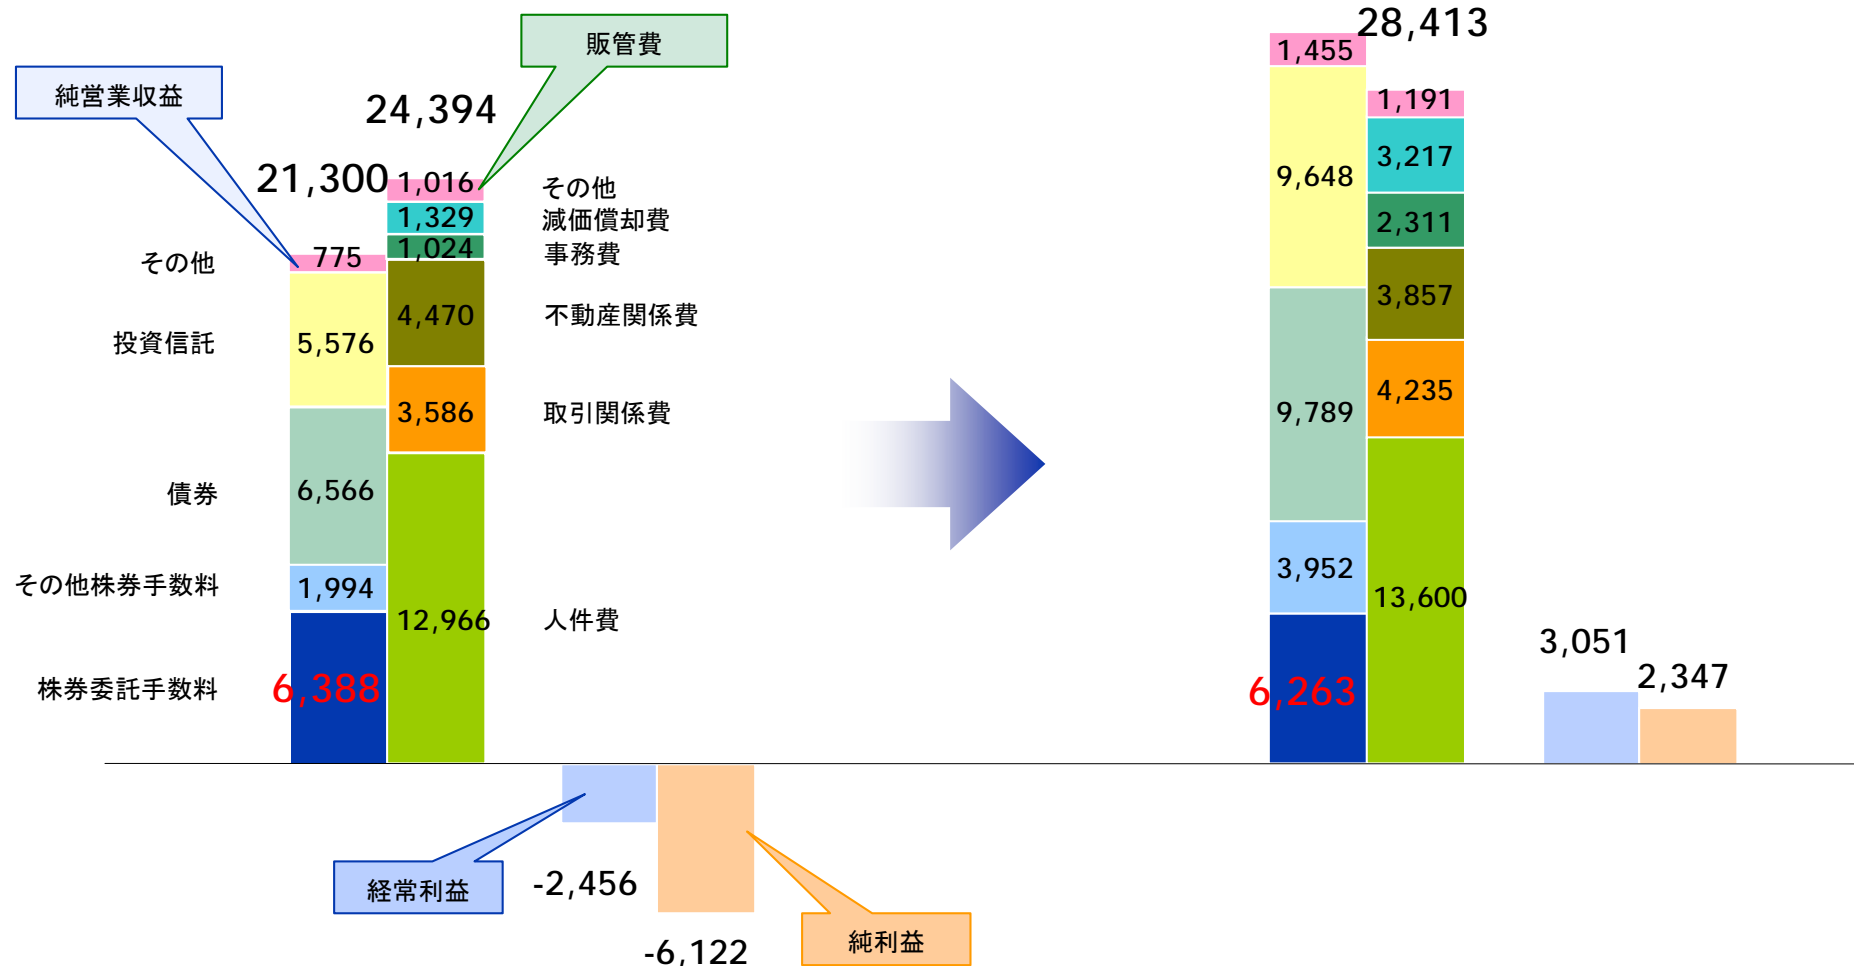 販管費
純営業収益
24,394
21,300
その他
775
投資信託
5,576
債券
6,566
その他株券手数料
1,994
株券委託手数料
6,388
1,016
その他
1,329
減価償却費
1,024
事務費
4,470
不動産関係費
3,586
取引関係費
12,966
人件費
経常利益
-2,456
純利益
-6,122
28,413
1,455
9,648
9,789
3,952
6,263
1,191
3,217
2,311
3,857
4,235
13,600
3,051
2,347